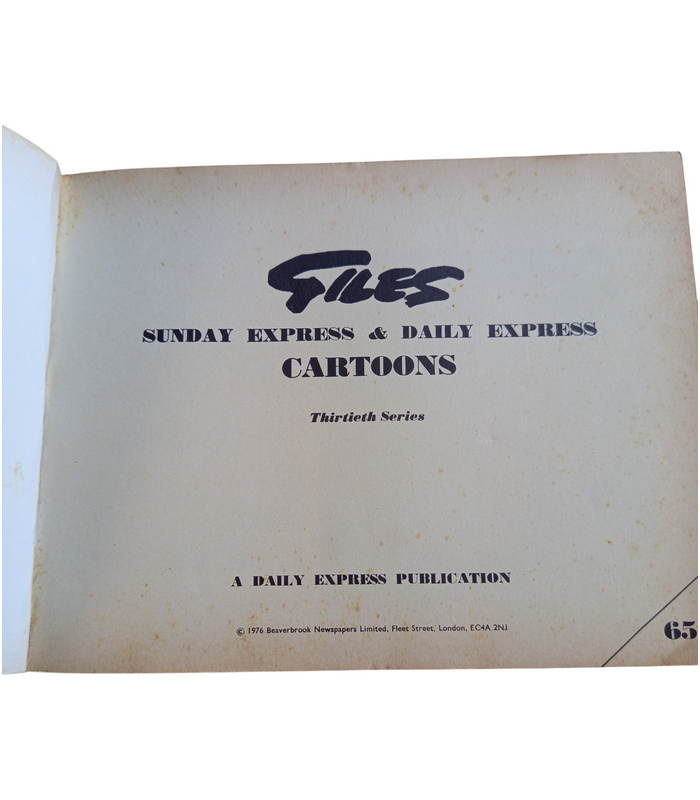 GILES
SUNDAY EXPRESS & DAILY EXPRESS
CARTOONS
Thirtieth Series
A DAILY EXPRESS PUBLICATION
© 1976 Beaverbrook Newspapers Limited, Fleet Street, London, EC4A 2NJ
65